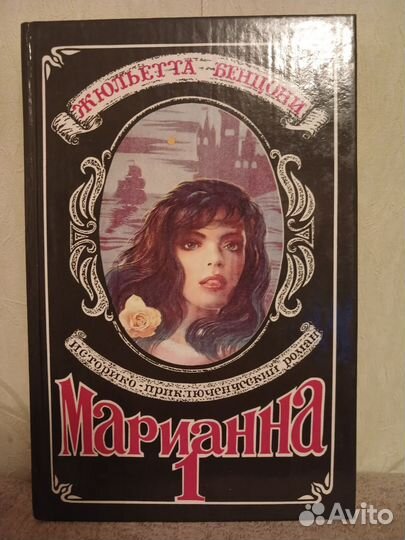 ЖЮЛЬЕТТА БЕНЦОНИ
историко-приключенческий роман
Марианна
1
Avito